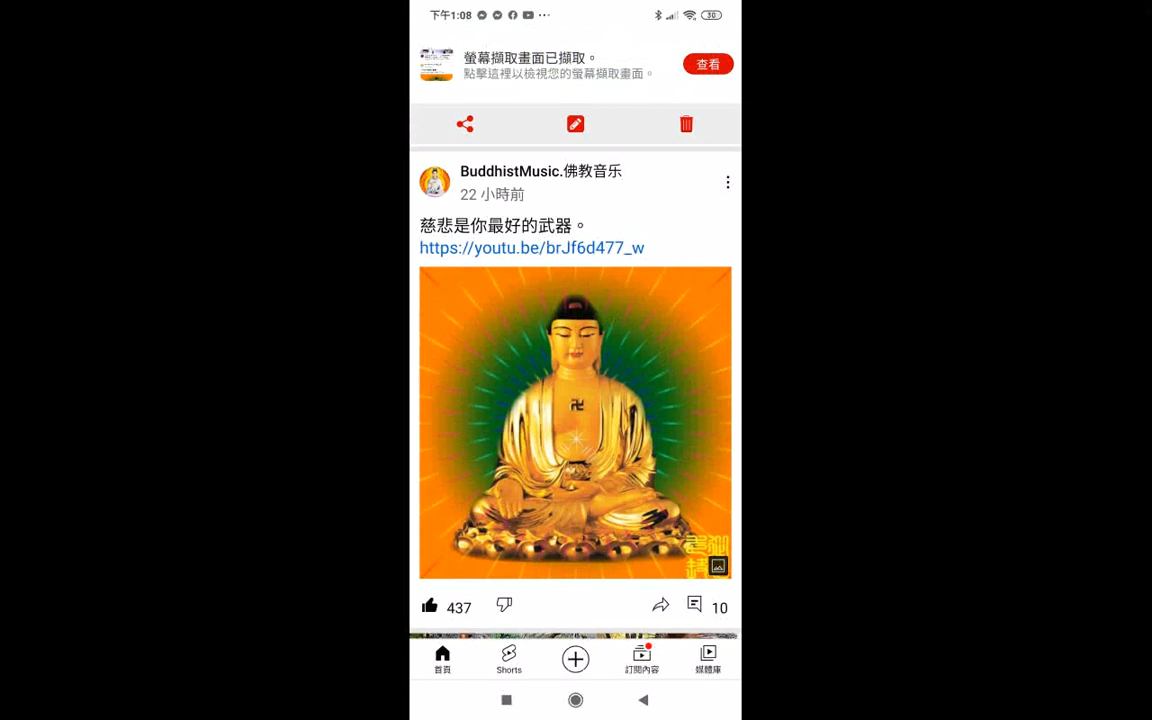 下午1:08
30
螢幕擷取畫面已擷取。
點擊這裡以檢視您的螢幕擷取畫面。
查看
BuddhistMusic.佛教音乐
22 小時前
慈悲是你最好的武器。
https://youtu.be/brJf6d477_w
卍
437
10
首頁
Shorts
訂閱內容
媒體庫